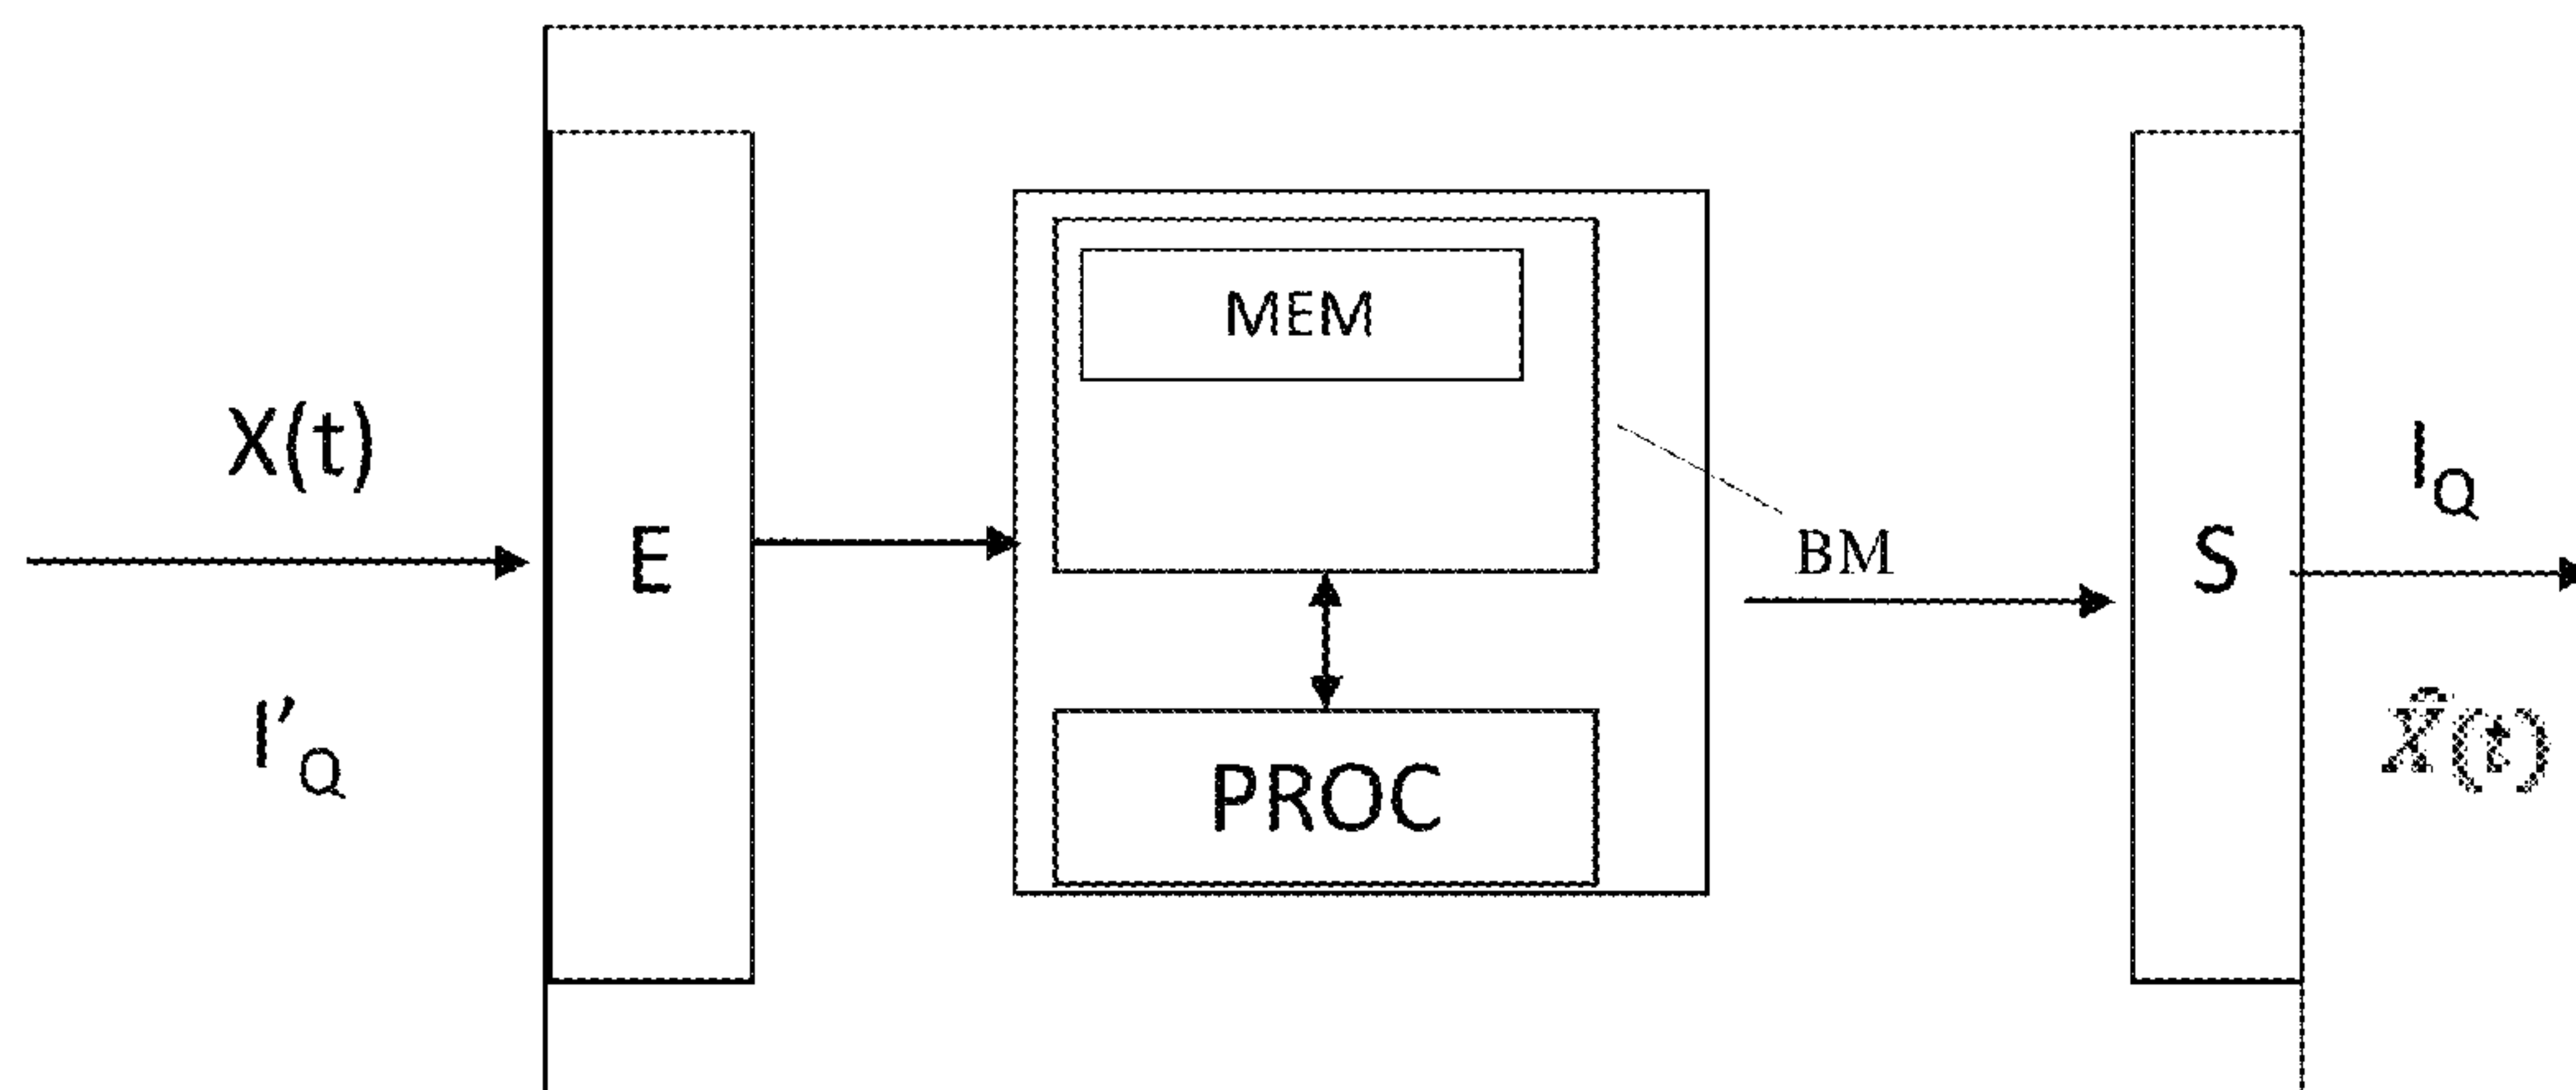 X(t)
I'Q
E
MEM
PROC
BM
S
IQ
X̂(t)